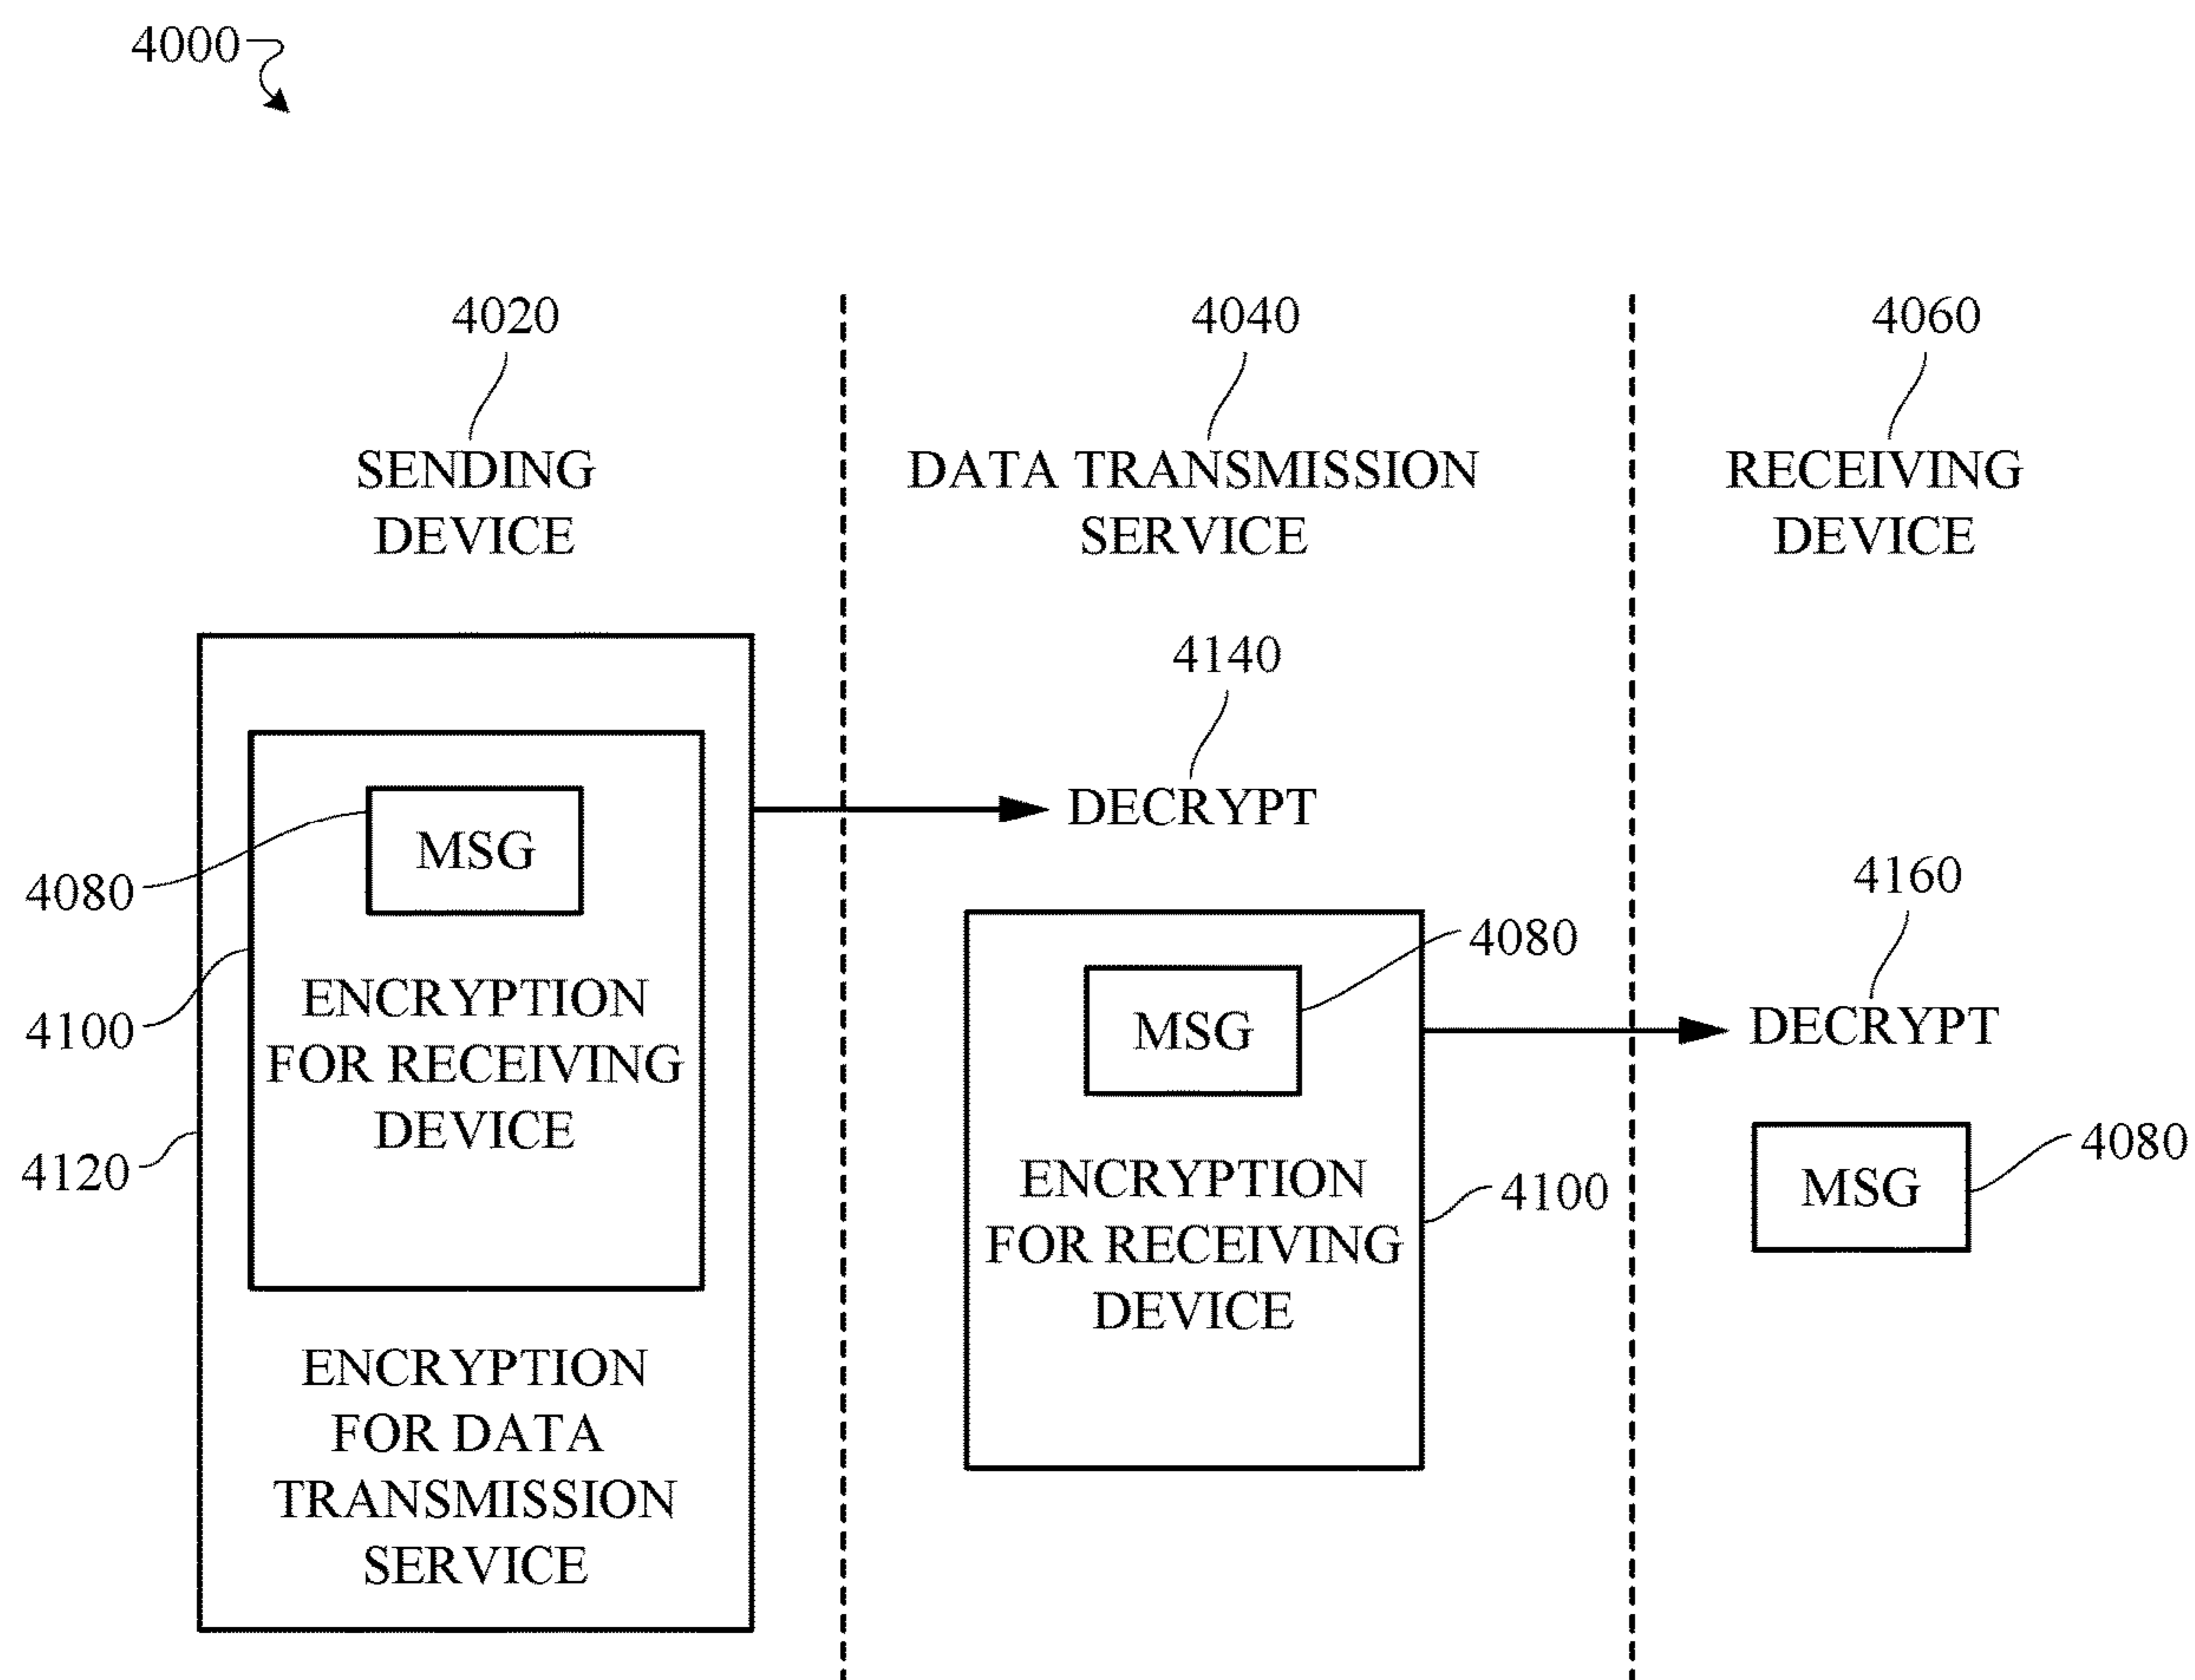 4000
4020
4040
4060
SENDING
DEVICE
DATA TRANSMISSION
SERVICE
RECEIVING
DEVICE
4080
4100
4120
MSG
ENCRYPTION
FOR RECEIVING
DEVICE
ENCRYPTION
FOR DATA
TRANSMISSION
SERVICE
4140
DECRYPT
4080
MSG
ENCRYPTION
FOR RECEIVING
DEVICE
4100
4160
DECRYPT
MSG
4080